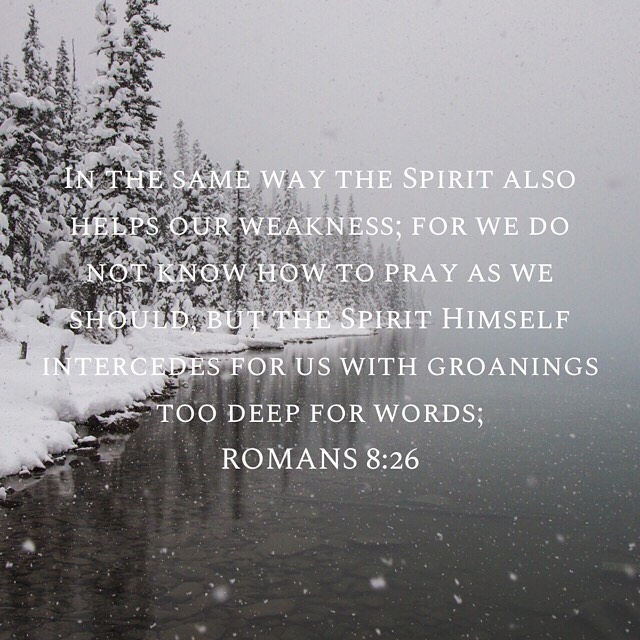 In the same way the Spirit also
helps our weakness; for we do
not know how to pray as we
should, but the Spirit Himself
intercedes for us with groanings
too deep for words;
ROMANS 8:26